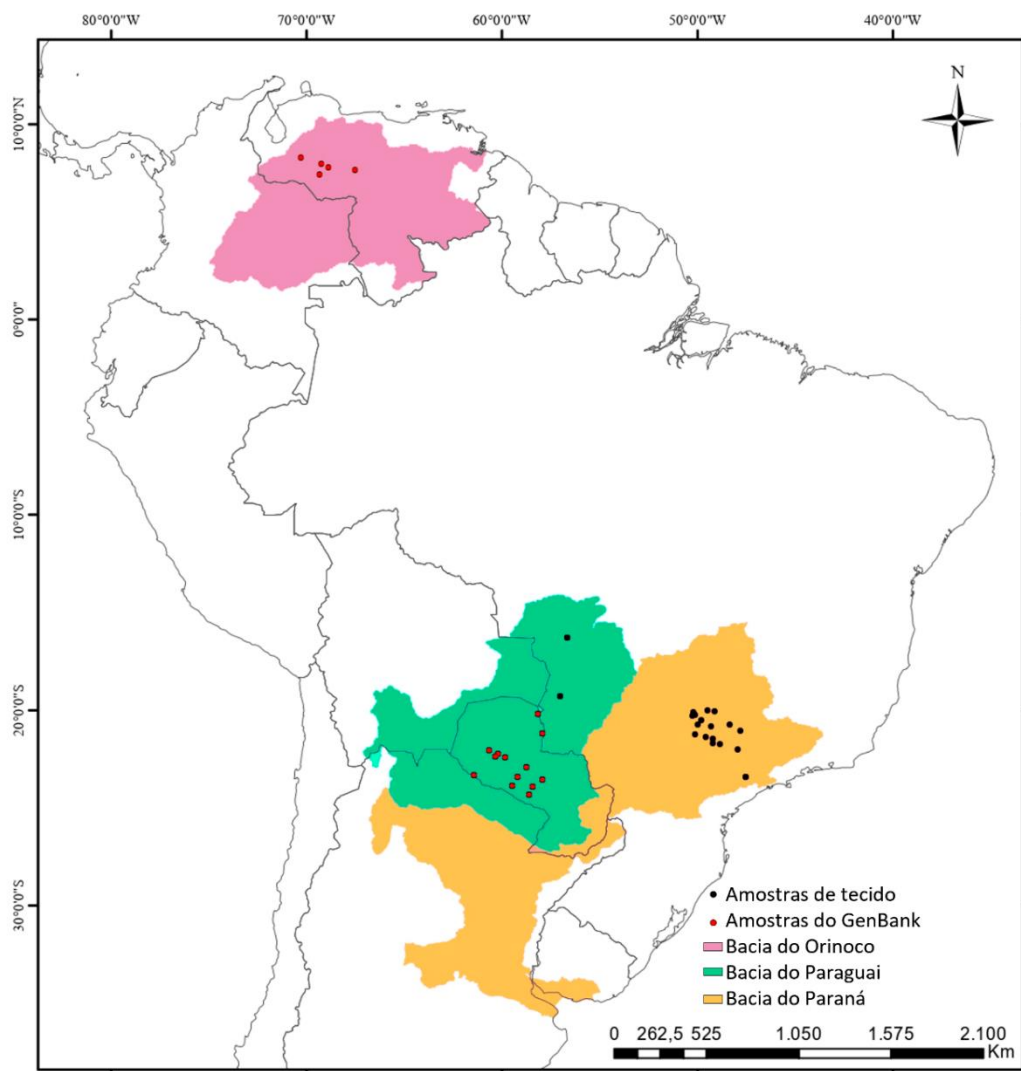 80°0'0"W 70°0'0"W 60°0'0"W 50°0'0"W 40°0'0"W
N
10°0'0"N
0°0'0"
10°0'0"S
20°0'0"S
30°0'0"S
Amostras de tecido
Amostras do GenBank
Bacia do Orinoco
Bacia do Paraguai
Bacia do Paraná
0 262,5 525 1.050 1.575 2.100
Km